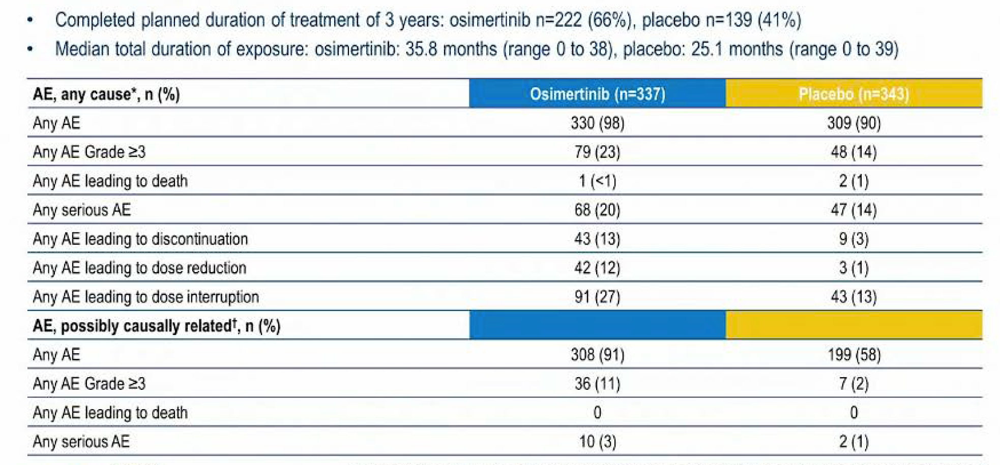 • Completed planned duration of treatment of 3 years: osimertinib n=222 (66%), placebo n=139 (41%)
• Median total duration of exposure: osimertinib: 35.8 months (range 0 to 38), placebo: 25.1 months (range 0 to 39)
AE, any cause*, n (%) Osimertinib (n=337) Placebo (n=343)
Any AE 330 (98) 309 (90)
Any AE Grade ≥3 79 (23) 48 (14)
Any AE leading to death 1 (<1) 2 (1)
Any serious AE 68 (20) 47 (14)
Any AE leading to discontinuation 43 (13) 9 (3)
Any AE leading to dose reduction 42 (12) 3 (1)
Any AE leading to dose interruption 91 (27) 43 (13)
AE, possibly causally related†, n (%)
Any AE 308 (91) 199 (58)
Any AE Grade ≥3 36 (11) 7 (2)
Any AE leading to death 0 0
Any serious AE 10 (3) 2 (1)